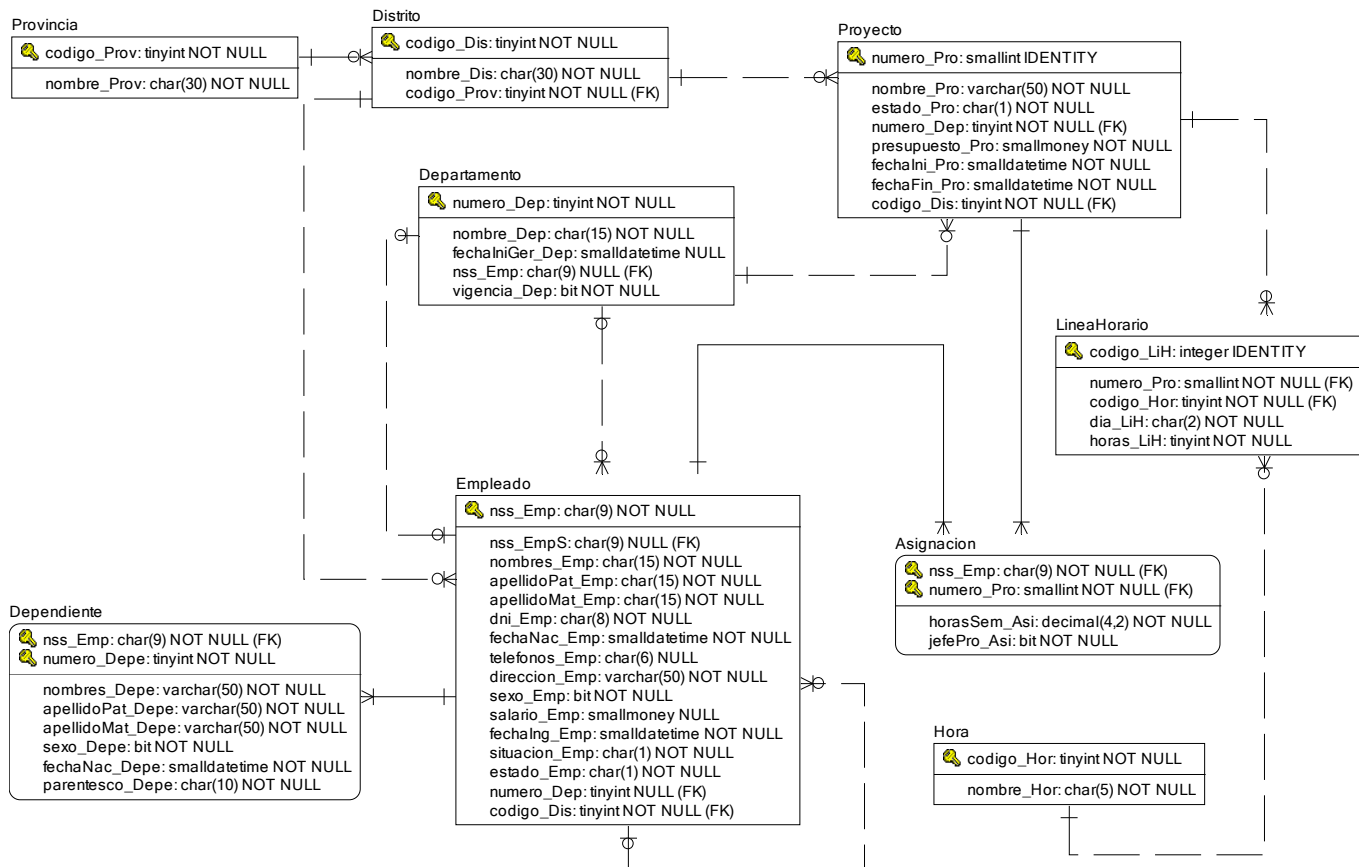 Provincia
codigo_Prov: tinyint NOT NULL
nombre_Prov: char(30) NOT NULL
Distrito
codigo_Dis: tinyint NOT NULL
nombre_Dis: char(30) NOT NULL
codigo_Prov: tinyint NOT NULL (FK)
Proyecto
numero_Pro: smallint IDENTITY
nombre_Pro: varchar(50) NOT NULL
estado_Pro: char(1) NOT NULL
numero_Dep: tinyint NOT NULL (FK)
presupuesto_Pro: smallmoney NOT NULL
fechaIni_Pro: smalldatetime NOT NULL
fechaFin_Pro: smalldatetime NOT NULL
codigo_Dis: tinyint NOT NULL (FK)
Departamento
numero_Dep: tinyint NOT NULL
nombre_Dep: char(15) NOT NULL
fechaIniGer_Dep: smalldatetime NULL
nss_Emp: char(9) NULL (FK)
vigencia_Dep: bit NOT NULL
LineaHorario
codigo_LiH: integer IDENTITY
numero_Pro: smallint NOT NULL (FK)
codigo_Hor: tinyint NOT NULL (FK)
dia_LiH: char(2) NOT NULL
horas_LiH: tinyint NOT NULL
Empleado
nss_Emp: char(9) NOT NULL
nss_EmpS: char(9) NULL (FK)
nombres_Emp: char(15) NOT NULL
apellidoPat_Emp: char(15) NOT NULL
apellidoMat_Emp: char(15) NOT NULL
dni_Emp: char(8) NOT NULL
fechaNac_Emp: smalldatetime NOT NULL
telefonos_Emp: char(6) NULL
direccion_Emp: varchar(50) NOT NULL
sexo_Emp: bit NOT NULL
salario_Emp: smallmoney NULL
fechaIng_Emp: smalldatetime NOT NULL
situacion_Emp: char(1) NOT NULL
estado_Emp: char(1) NOT NULL
numero_Dep: tinyint NULL (FK)
codigo_Dis: tinyint NOT NULL (FK)
Asignacion
nss_Emp: char(9) NOT NULL (FK)
numero_Pro: smallint NOT NULL (FK)
horasSem_Asi: decimal(4,2) NOT NULL
jefePro_Asi: bit NOT NULL
Dependiente
nss_Emp: char(9) NOT NULL (FK)
numero_Depe: tinyint NOT NULL
nombres_Depe: varchar(50) NOT NULL
apellidoPat_Depe: varchar(50) NOT NULL
apellidoMat_Depe: varchar(50) NOT NULL
sexo_Depe: bit NOT NULL
fechaNac_Depe: smalldatetime NOT NULL
parentesco_Depe: char(10) NOT NULL
Hora
codigo_Hor: tinyint NOT NULL
nombre_Hor: char(5) NOT NULL